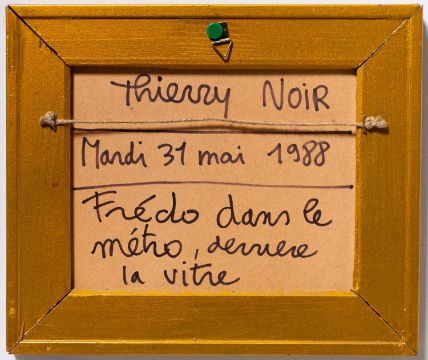 Thierry NOIR
Mardi 31 mai 1988
Frédo dans le
métro, derriere
la vitre